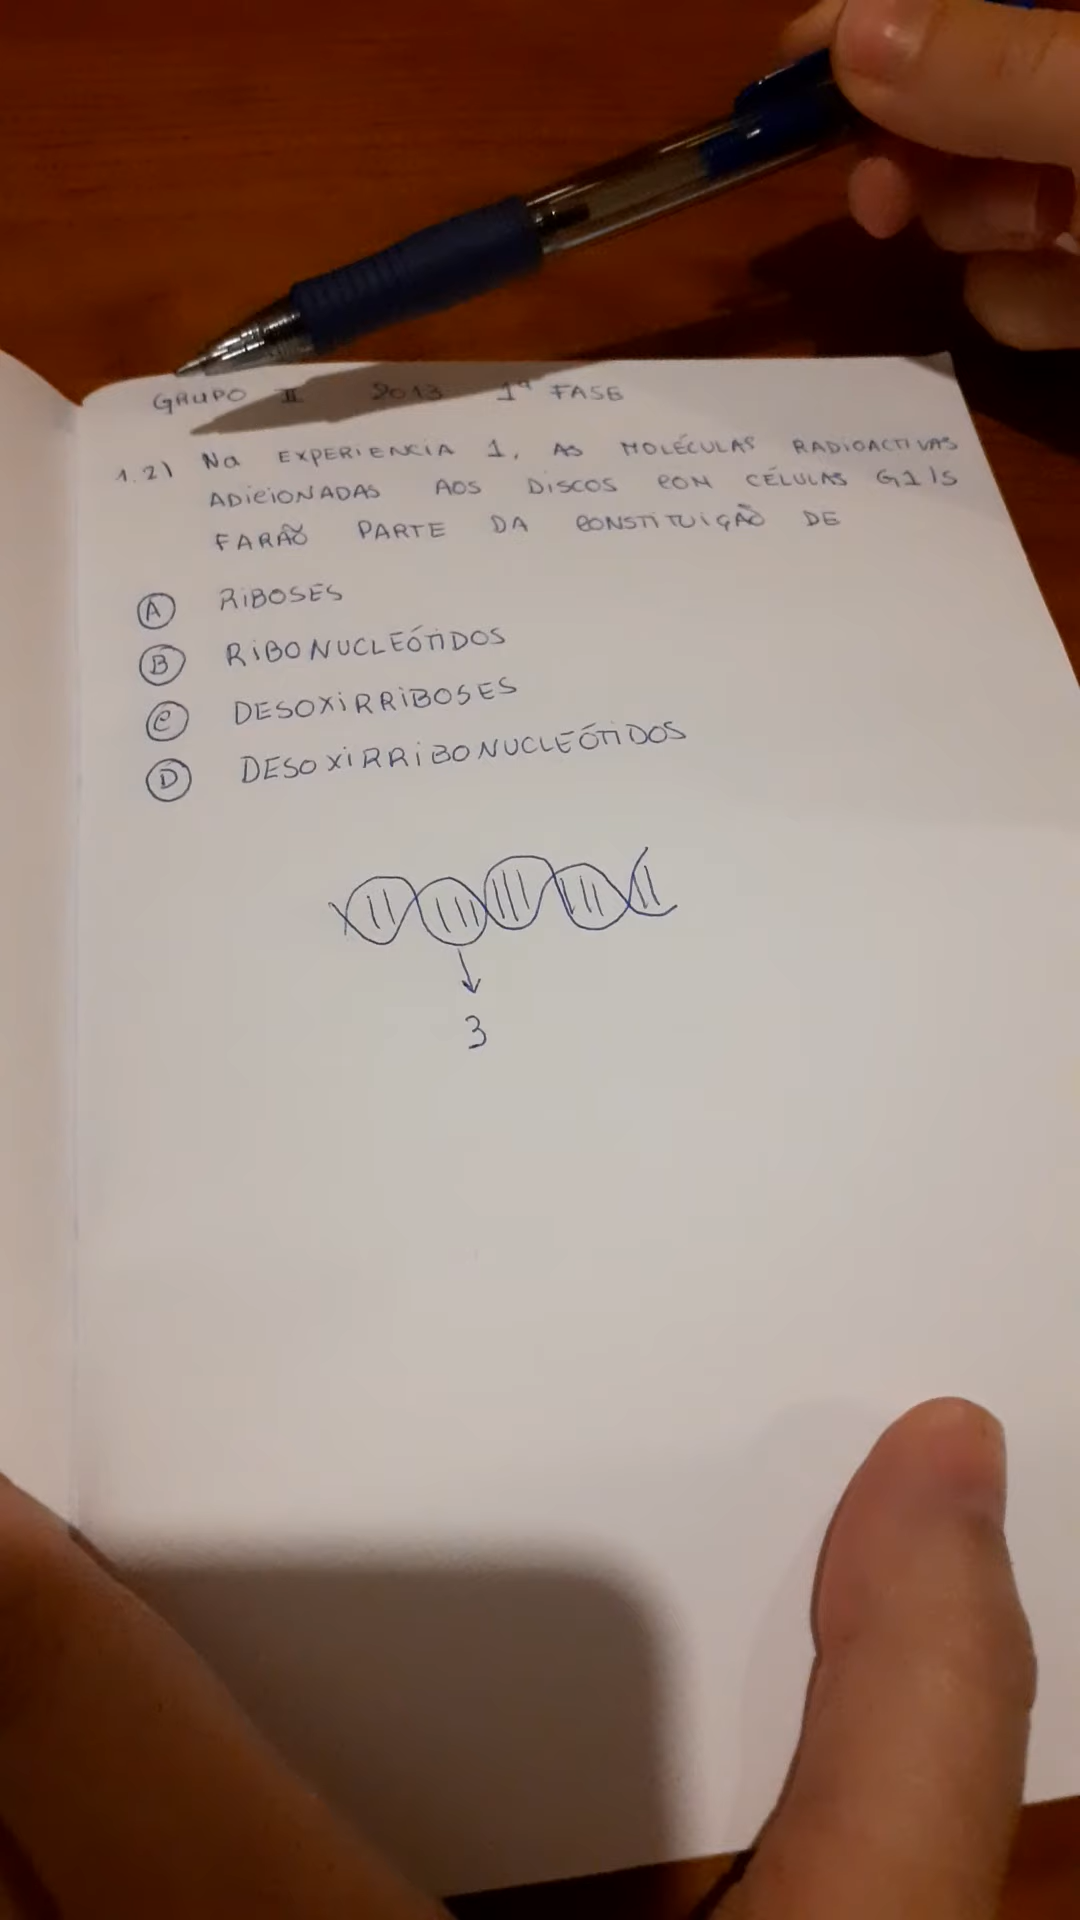 GRUPO II 2013 1ª FASE
1.2) Na EXPERIENCIA 1, AS MOLÉCULAS RADIOACTIVAS
ADICIONADAS AOS DISCOS COM CÉLULAS G1/S
FARÃO PARTE DA CONSTITUIÇÃO DE
A RIBOSES
B RIBONUCLEÓTIDOS
C DESOXIRRIBOSES
D DESOXIRRIBONUCLEÓTIDOS
3